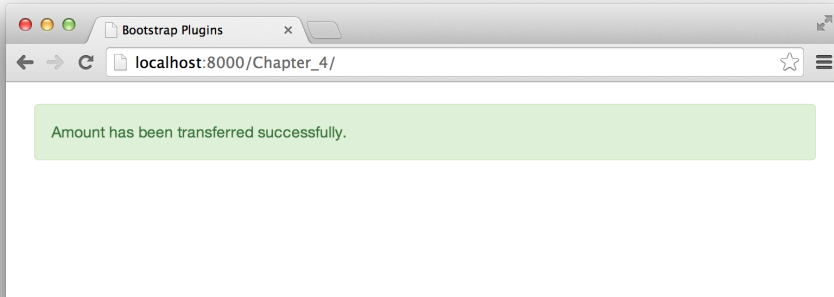 Bootstrap Plugins
localhost:8000/Chapter_4/
Amount has been transferred successfully.